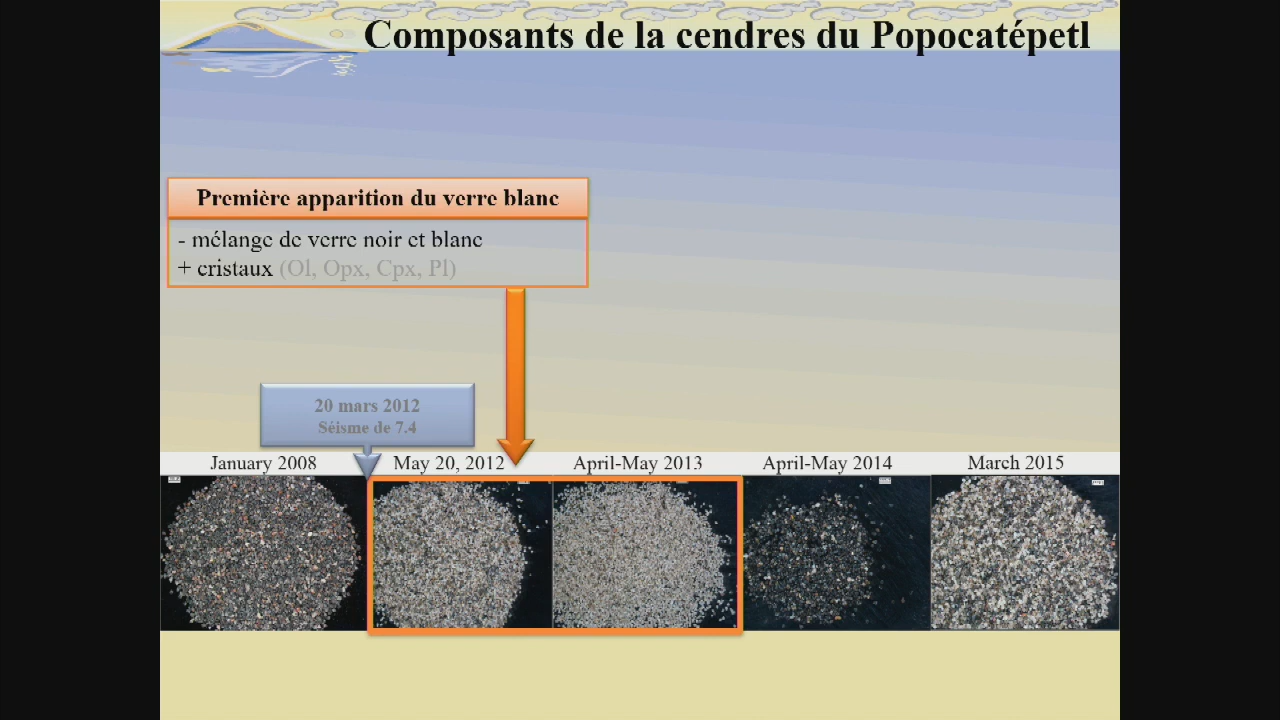 Composants de la cendres du Popocatépetl
Première apparition du verre blanc
- mélange de verre noir et blanc
+ cristaux (Ol, Opx, Cpx, Pl)
20 mars 2012
Séisme de 7.4
January 2008
May 20, 2012
April-May 2013
April-May 2014
March 2015